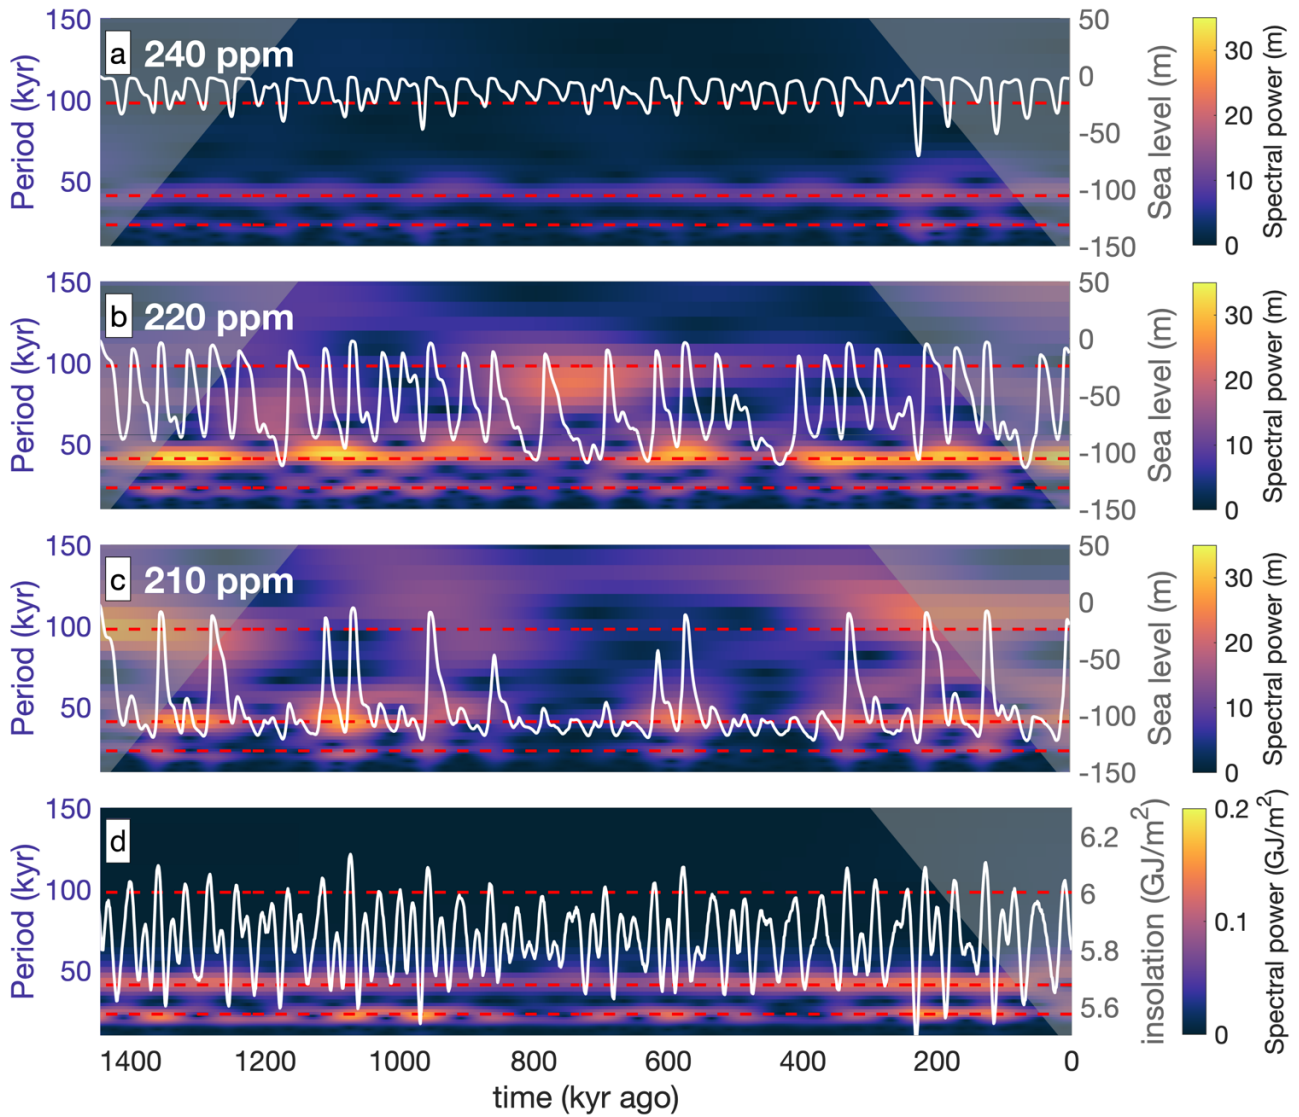 a 240 ppm
150
100
50
Period (kyr)
50
0
-50
-100
-150
Sea level (m)
30
20
10
0
Spectral power (m)
b 220 ppm
150
100
50
Period (kyr)
50
0
-50
-100
-150
Sea level (m)
30
20
10
0
Spectral power (m)
c 210 ppm
150
100
50
Period (kyr)
50
0
-50
-100
-150
Sea level (m)
30
20
10
0
Spectral power (m)
d
150
100
50
Period (kyr)
6.2
6
5.8
5.6
insolation (GJ/m²)
0.2
0.1
0
Spectral power (GJ/m²)
1400 1200 1000 800 600 400 200 0
time (kyr ago)